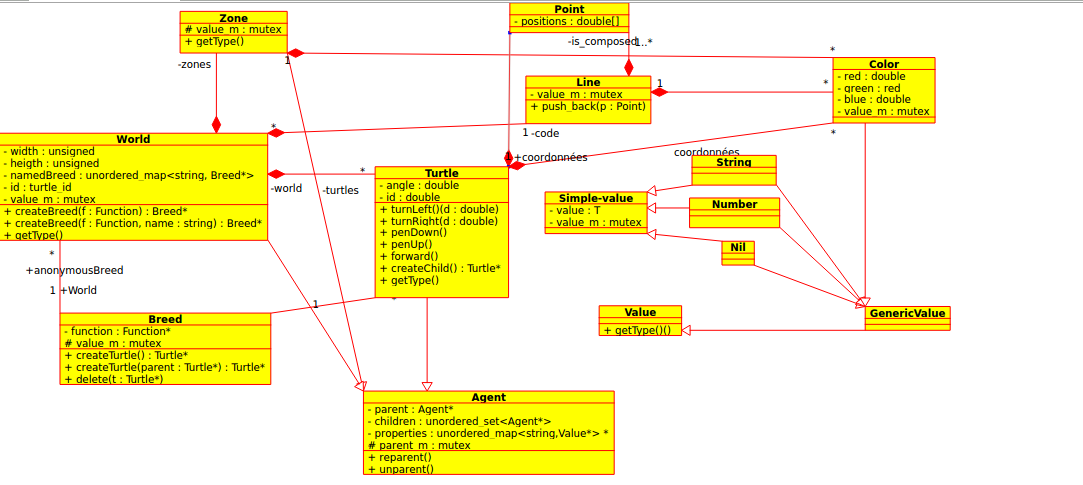 Zone
# value_m : mutex
+ getType()
Point
- positions : double[]
-is_composed
1..*
-zones
1
*
Color
- red : double
- green : red
- blue : double
- value_m : mutex
Line
- value_m : mutex
+ push_back(p : Point)
1
*
*
1 -code
*
World
- width : unsigned
- heigth : unsigned
- namedBreed : unordered_map<string, Breed*>
- id : turtle_id
- value_m : mutex
+ createBreed(f : Function) : Breed*
+ createBreed(f : Function, name : string) : Breed*
+ getType()
-world
*
-turtles
1
+coordonnées
coordonnées
Turtle
- angle : double
- id : double
+ turnLeft()(d : double)
+ turnRight(d : double)
+ penDown()
+ penUp()
+ forward()
+ createChild() : Turtle*
+ getType()
String
Simple-value
- value : T
- value_m : mutex
Number
Nil
*
+anonymousBreed
1 +World
1
*
Breed
- function : Function*
# value_m : mutex
+ createTurtle() : Turtle*
+ createTurtle(parent : Turtle*) : Turtle*
+ delete(t : Turtle*)
Value
+ getType()()
GenericValue
Agent
- parent : Agent*
- children : unordered_set<Agent*>
- properties : unordered_map<string,Value*> *
# parent_m : mutex
+ reparent()
+ unparent()